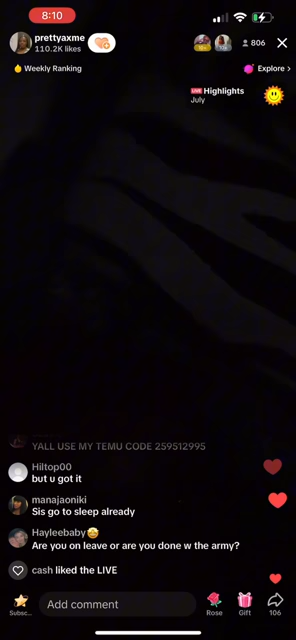 8:10
prettyaxme
110.2K likes
806
Weekly Ranking
Explore >
LIVE Highlights
July
YALL USE MY TEMU CODE 259512995
Hiltop00
but u got it
manajaoniki
Sis go to sleep already
Hayleebaby🤩
Are you on leave or are you done w the army?
cash liked the LIVE
Subsc...
Add comment
Rose
Gift
106